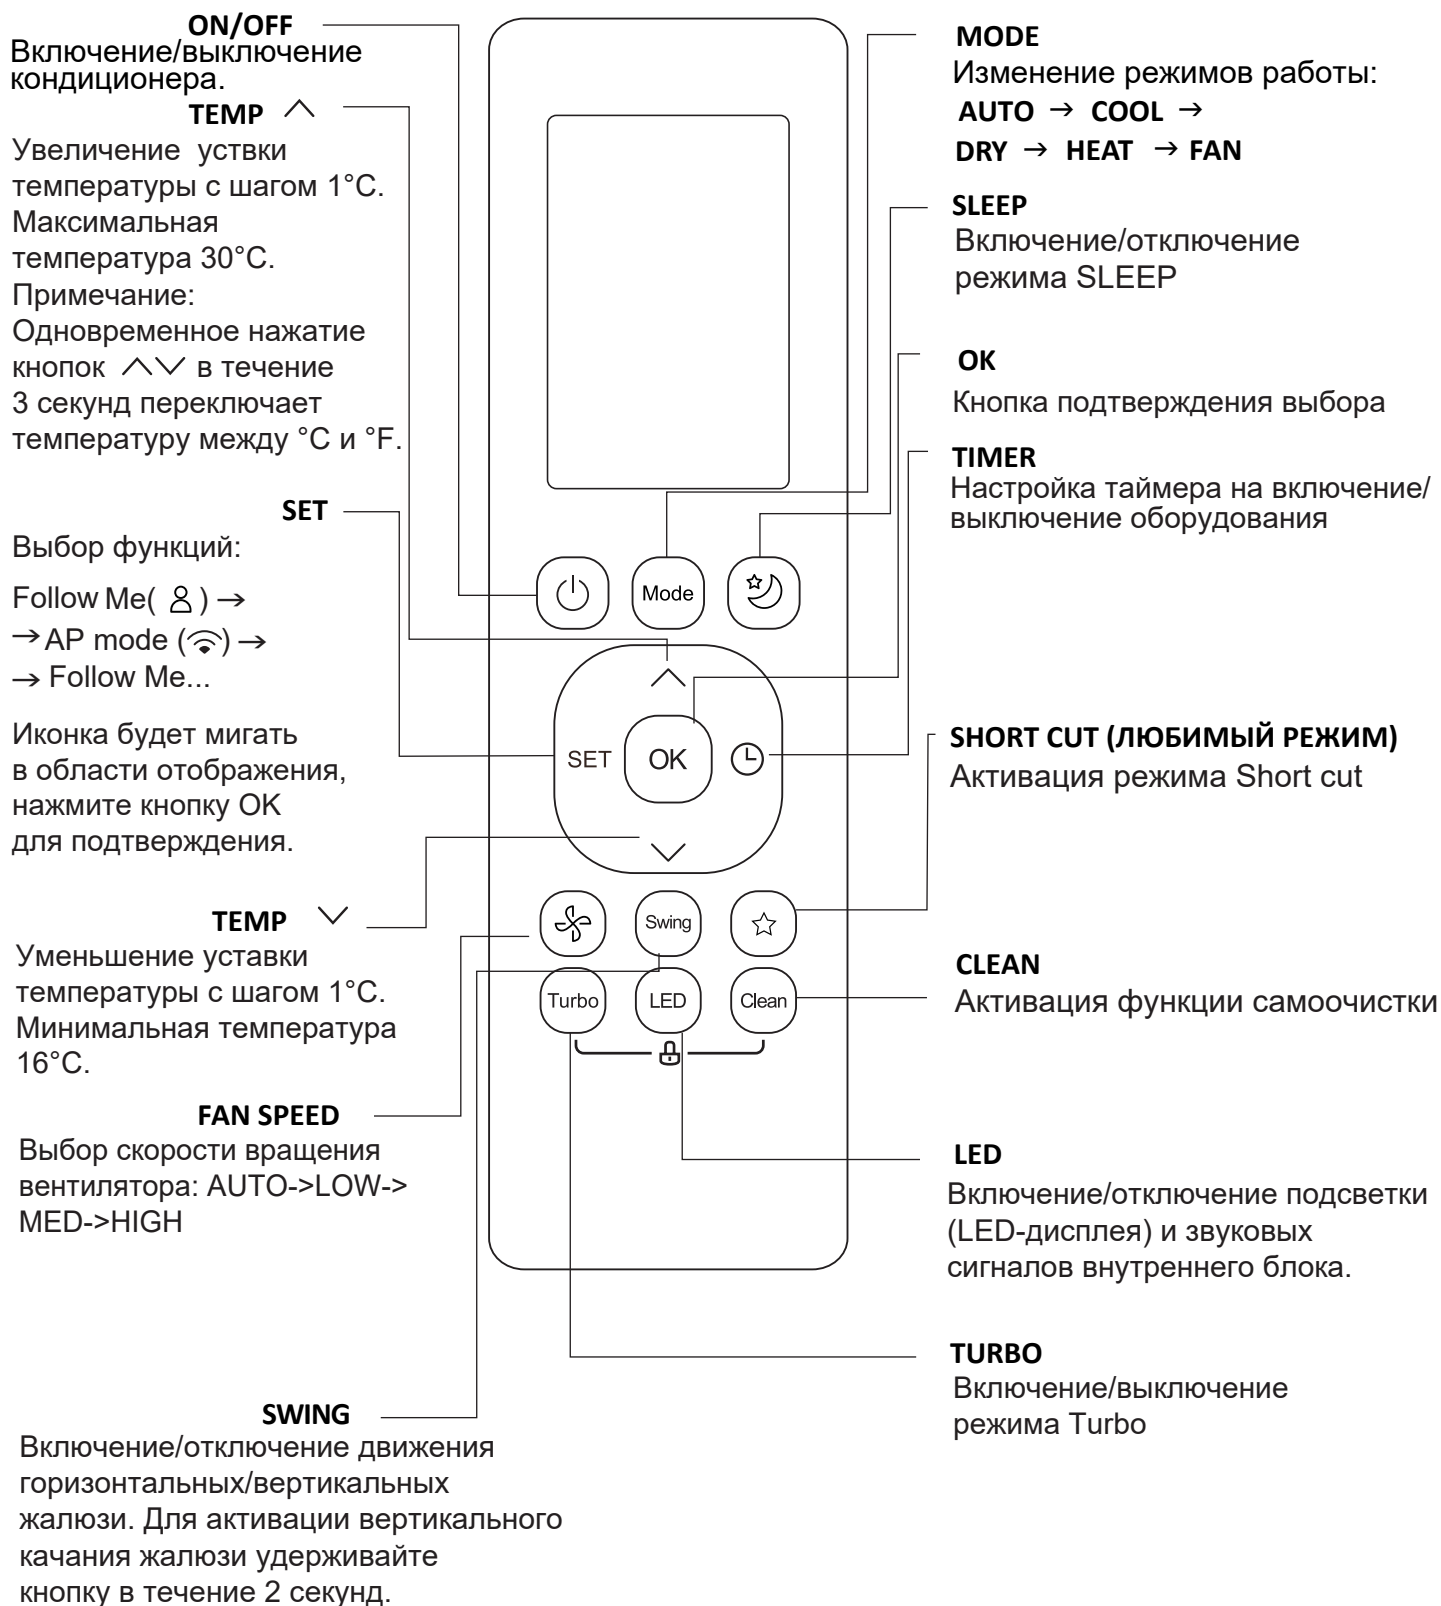 ON/OFF
Включение/выключение
кондиционера.
TEMP
Увеличение уствки
температуры с шагом 1°C.
Максимальная
температура 30°C.
Примечание:
Одновременное нажатие
кнопок в течение
3 секунд переключает
температуру между °C и °F.
SET
Выбор функций:
Follow Me( ) →
→ AP mode ( ) →
→ Follow Me...
Иконка будет мигать
в области отображения,
нажмите кнопку OK
для подтверждения.
TEMP
Уменьшение уставки
температуры с шагом 1°C.
Минимальная температура
16°C.
FAN SPEED
Выбор скорости вращения
вентилятора: AUTO->LOW->
MED->HIGH
SWING
Включение/отключение движения
горизонтальных/вертикальных
жалюзи. Для активации вертикального
качания жалюзи удерживайте
кнопку в течение 2 секунд.
Mode
SET
OK
Swing
Turbo
LED
Clean
MODE
Изменение режимов работы:
AUTO → COOL →
DRY → HEAT → FAN
SLEEP
Включение/отключение
режима SLEEP
OK
Кнопка подтверждения выбора
TIMER
Настройка таймера на включение/
выключение оборудования
SHORT CUT (ЛЮБИМЫЙ РЕЖИМ)
Активация режима Short cut
CLEAN
Активация функции самоочистки
LED
Включение/отключение подсветки
(LED-дисплея) и звуковых
сигналов внутреннего блока.
TURBO
Включение/выключение
режима Turbo